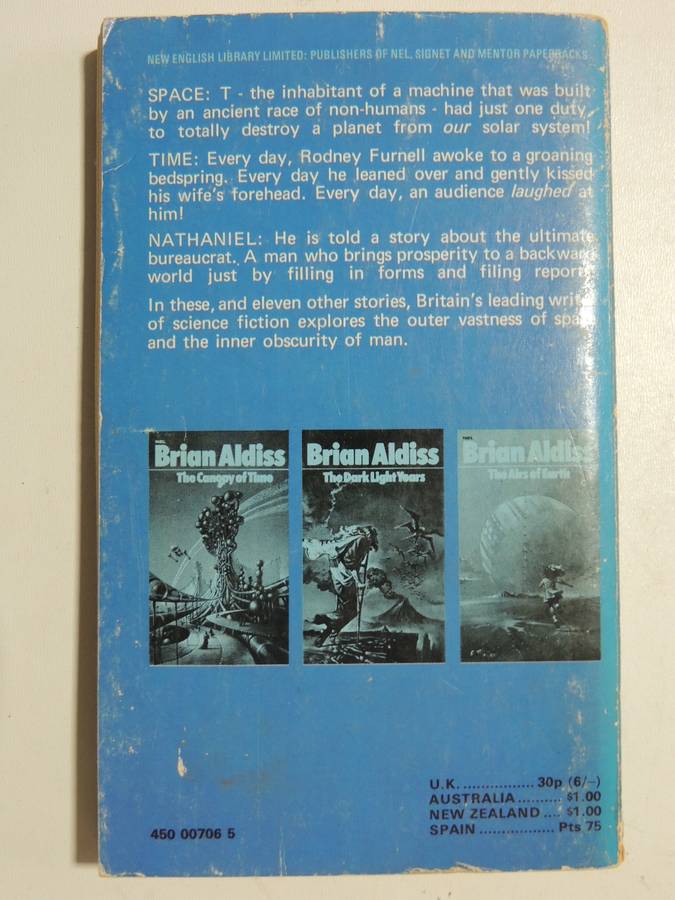 NEW ENGLISH LIBRARY LIMITED: PUBLISHERS OF NEL, SIGNET AND MENTOR PAPERBACKS
SPACE: T - the inhabitant of a machine that was built
by an ancient race of non-humans - had just one duty,
to totally destroy a planet from our solar system!
TIME: Every day, Rodney Furnell awoke to a groaning
bedspring. Every day he leaned over and gently kissed
his wife's forehead. Every day, an audience laughed at
him!
NATHANIEL: He is told a story about the ultimate
bureaucrat. A man who brings prosperity to a backward
world just by filling in forms and filing report
In these, and eleven other stories, Britain's leading
of science fiction explores the outer vastness of
and the inner obscurity of man.
Brian Aldiss
The Canopy of Time
Brian Aldiss
The Dark Light Years
Brian Aldiss
The Airs of Earth
450 00706 5
U.K. ................. 30p (6/-)
AUSTRALIA .......... $1.00
NEW ZEALAND .... $1.00
SPAIN .................. Pts 75